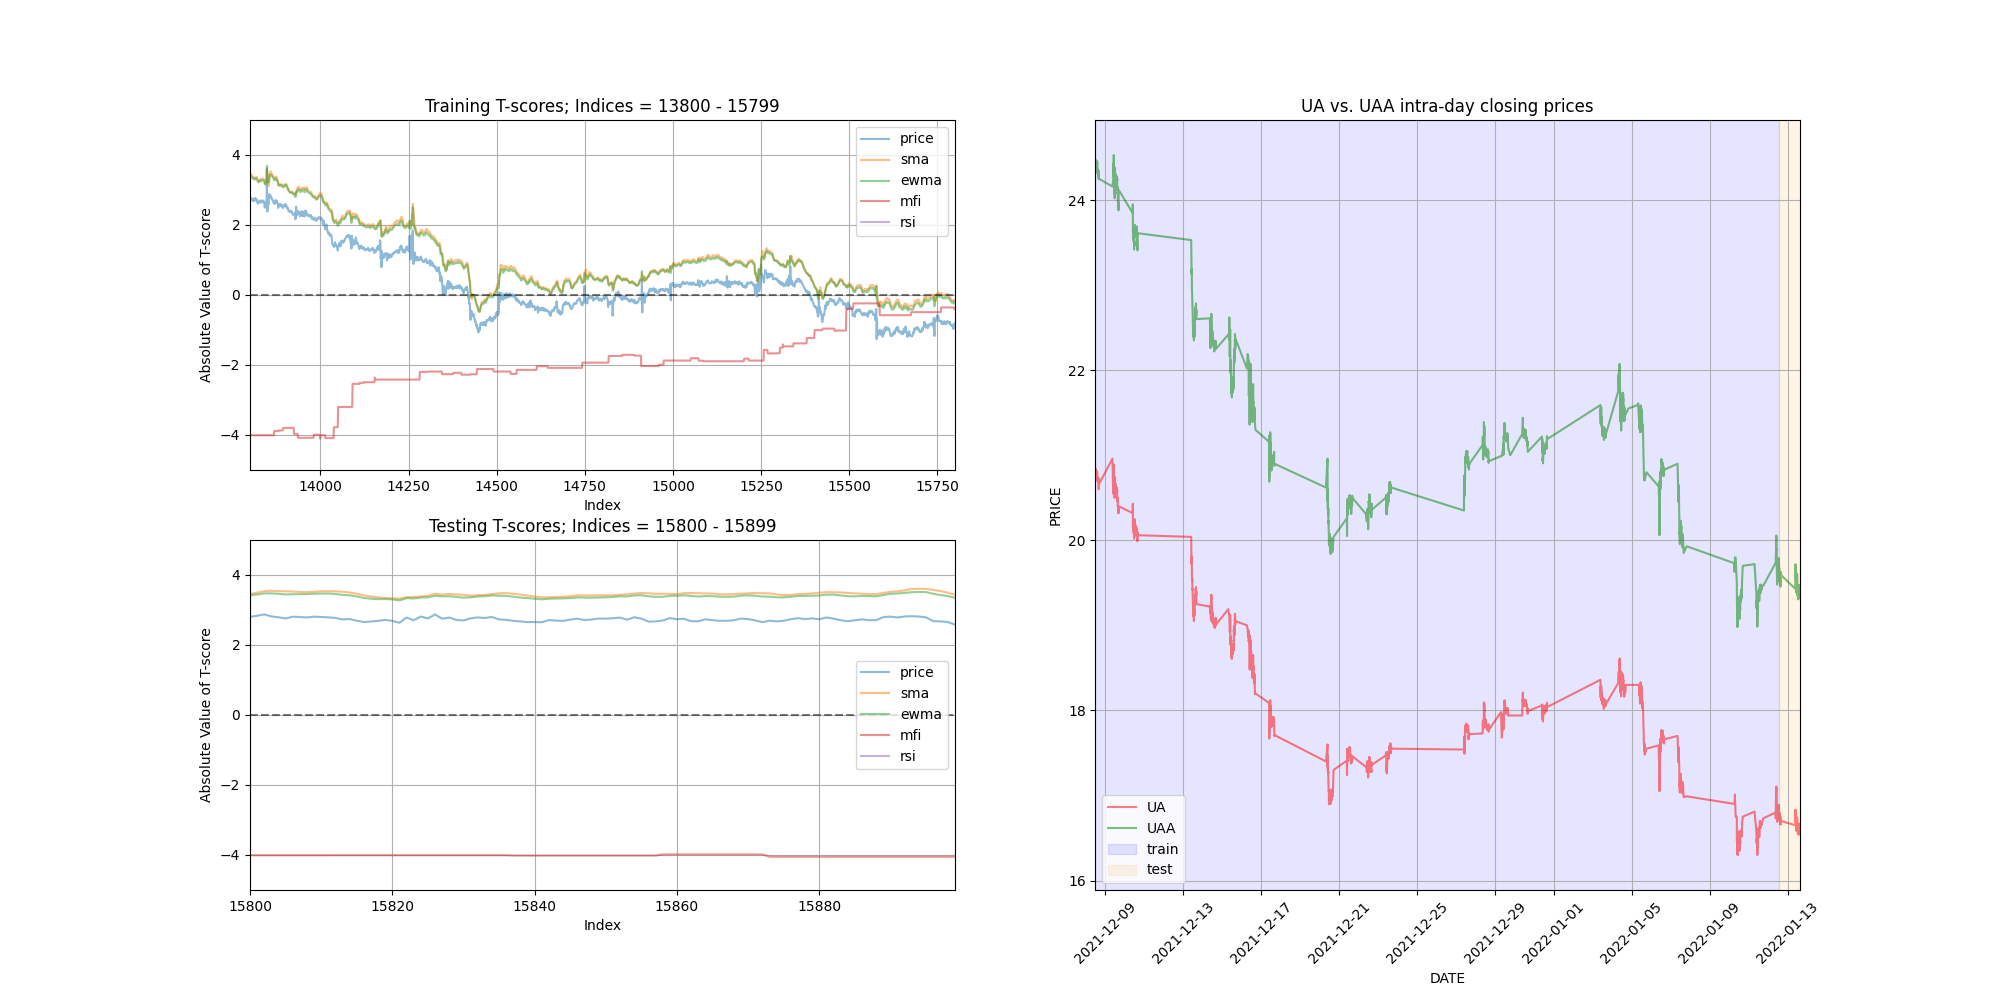 Training T-scores; Indices = 13800 - 15799
Absolute Value of T-score
4
2
0
−2
−4
price
sma
ewma
mfi
rsi
14000 14250 14500 14750 15000 15250 15500 15750
Index
Testing T-scores; Indices = 15800 - 15899
Absolute Value of T-score
4
2
0
−2
−4
price
sma
ewma
mfi
rsi
15800 15820 15840 15860 15880
Index
UA vs. UAA intra-day closing prices
PRICE
24
22
20
18
16
UA
UAA
train
test
2021-12-09 2021-12-13 2021-12-17 2021-12-21 2021-12-25 2021-12-29 2022-01-01 2022-01-05 2022-01-09 2022-01-13
DATE